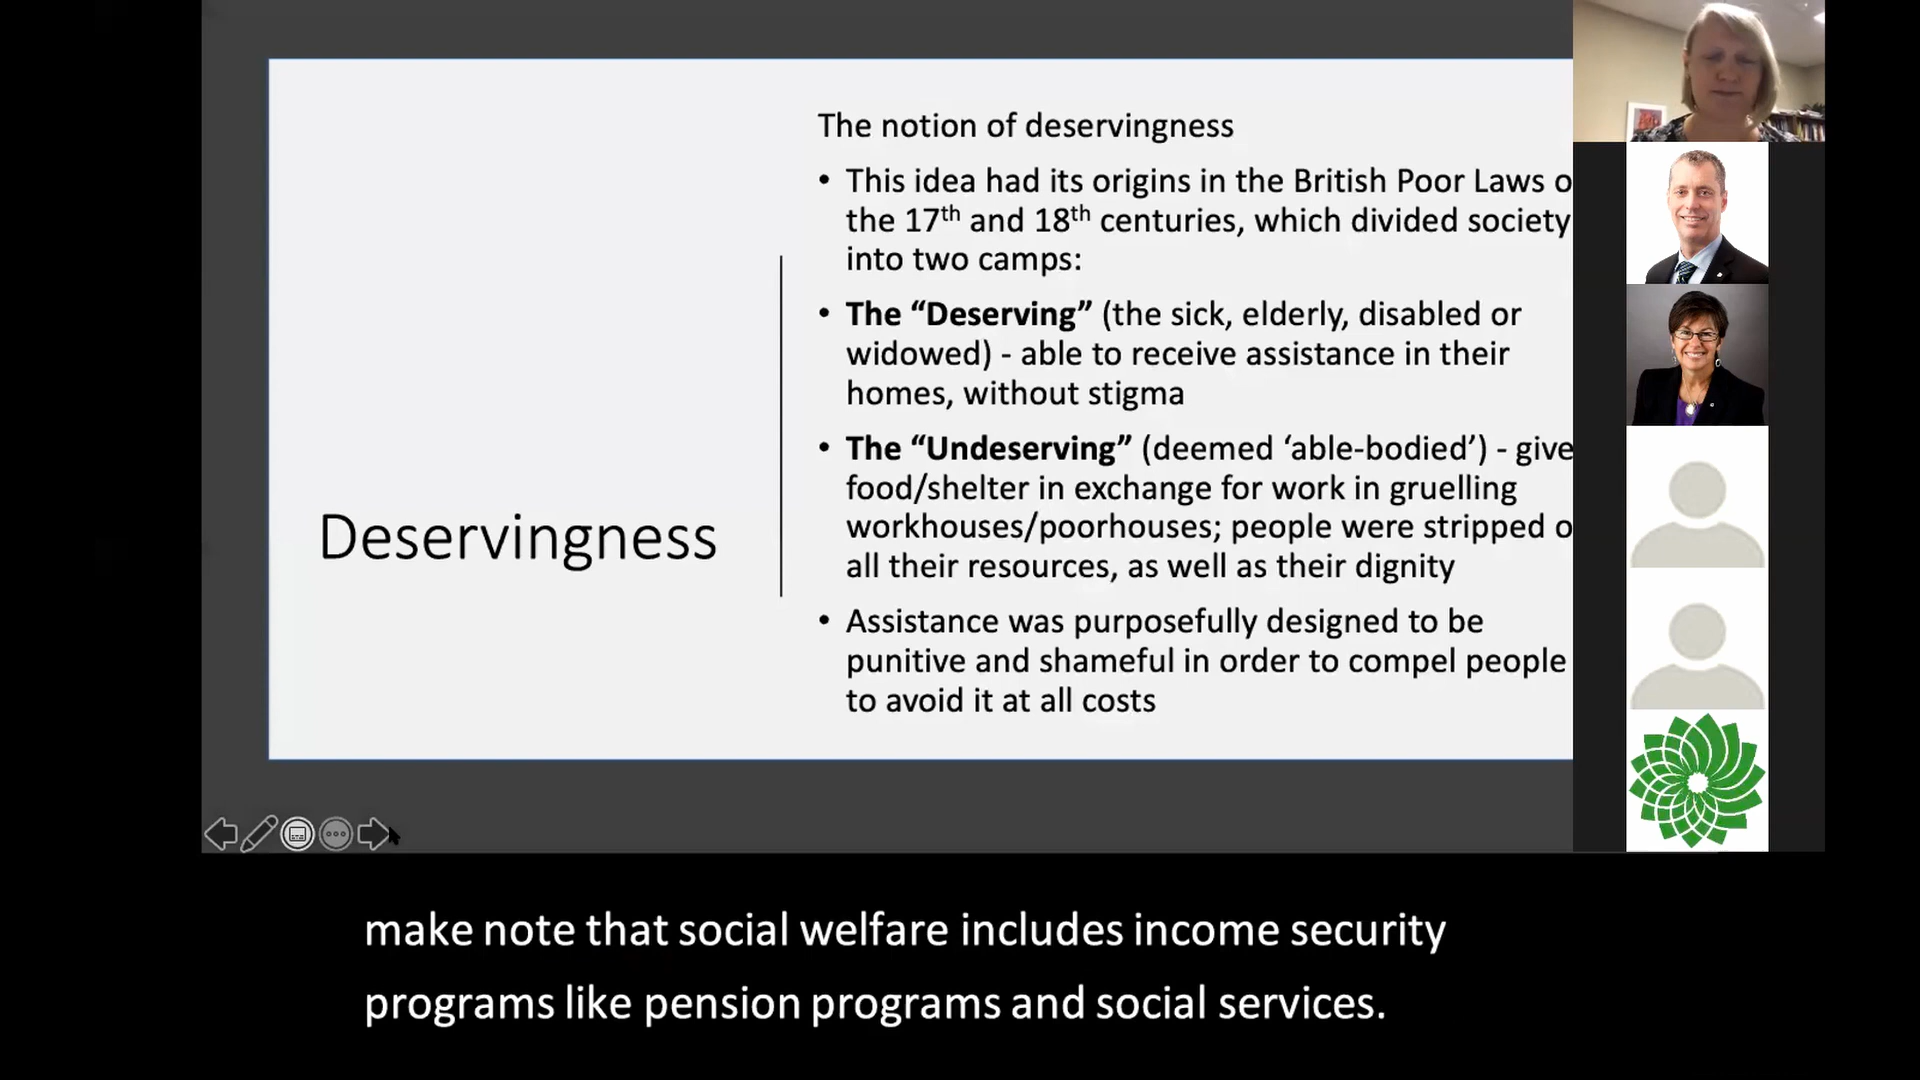 The notion of deservingness
• This idea had its origins in the British Poor Laws o
the 17th and 18th centuries, which divided society
into two camps:
• The “Deserving” (the sick, elderly, disabled or
widowed) - able to receive assistance in their
homes, without stigma
• The “Undeserving” (deemed ‘able-bodied’) - give
food/shelter in exchange for work in gruelling
workhouses/poorhouses; people were stripped o
all their resources, as well as their dignity
• Assistance was purposefully designed to be
punitive and shameful in order to compel people
to avoid it at all costs
Deservingness
make note that social welfare includes income security
programs like pension programs and social services.